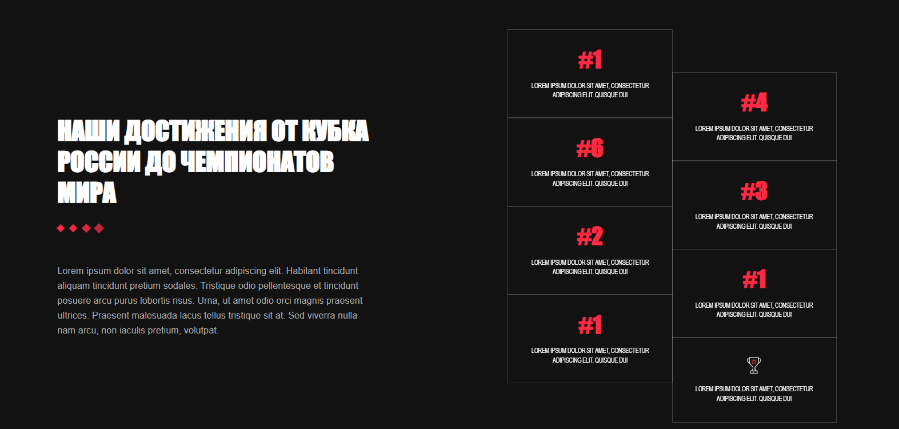 НАШИ ДОСТИЖЕНИЯ ОТ КУБКА
РОССИИ ДО ЧЕМПИОНАТОВ
МИРА
Lorem ipsum dolor sit amet, consectetur adipiscing elit. Habitant tincidunt
aliquam tincidunt pretium sodales. Tristique odio pellentesque et tincidunt
posuere arcu purus lobortis risus. Urna, ut amet odio orci magnis praesent
ultrices. Praesent malesuada lacus tellus tristique sit at. Sed viverra nulla
nam arcu, non iaculis pretium, volutpat.
#1
LOREM IPSUM DOLOR SIT AMET, CONSECTETUR
ADIPISCING ELIT. QUISQUE DUI
#6
LOREM IPSUM DOLOR SIT AMET, CONSECTETUR
ADIPISCING ELIT. QUISQUE DUI
#2
LOREM IPSUM DOLOR SIT AMET, CONSECTETUR
ADIPISCING ELIT. QUISQUE DUI
#1
LOREM IPSUM DOLOR SIT AMET, CONSECTETUR
ADIPISCING ELIT. QUISQUE DUI
#4
LOREM IPSUM DOLOR SIT AMET, CONSECTETUR
ADIPISCING ELIT. QUISQUE DUI
#3
LOREM IPSUM DOLOR SIT AMET, CONSECTETUR
ADIPISCING ELIT. QUISQUE DUI
#1
LOREM IPSUM DOLOR SIT AMET, CONSECTETUR
ADIPISCING ELIT. QUISQUE DUI
LOREM IPSUM DOLOR SIT AMET, CONSECTETUR
ADIPISCING ELIT. QUISQUE DUI